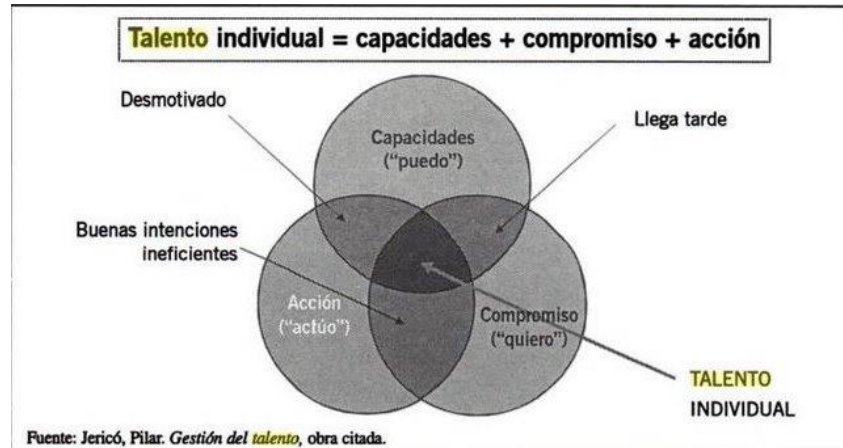 Talento individual = capacidades + compromiso + acción
Desmotivado
Capacidades
("puedo")
Llega tarde
Buenas intenciones
ineficientes
Acción
("actúo")
Compromiso
("quiero")
TALENTO
INDIVIDUAL
Fuente: Jericó, Pilar. Gestión del talento, obra citada.